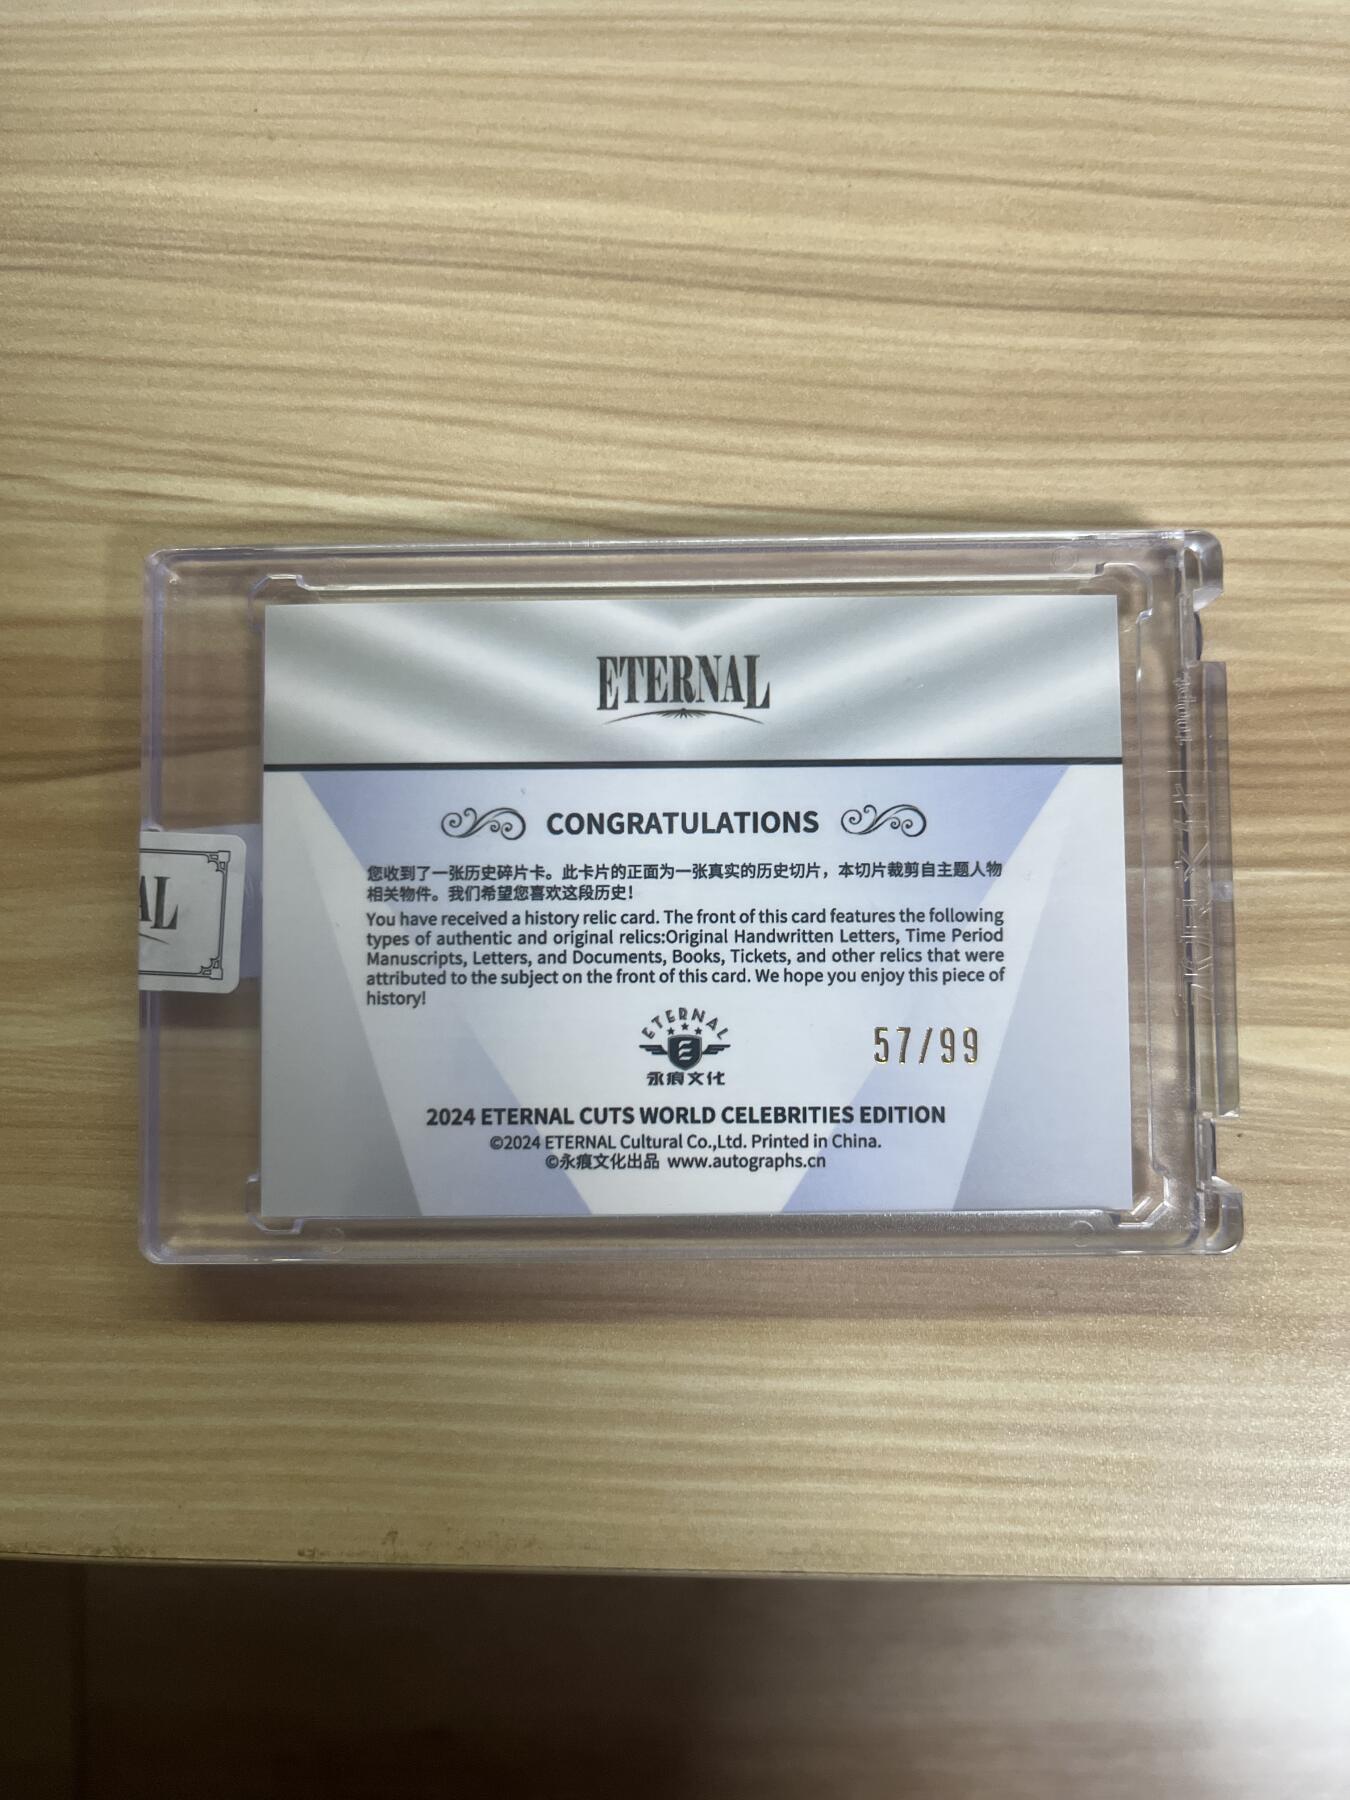 ETERNAL
CONGRATULATIONS
您收到了一张历史碎片卡。此卡片的正面为一张真实的历史切片，本切片裁剪自主题人物
相关物件。我们希望您喜欢这段历史！
You have received a history relic card. The front of this card features the following
types of authentic and original relics:Original Handwritten Letters, Time Period
Manuscripts, Letters, and Documents, Books, Tickets, and other relics that were
attributed to the subject on the front of this card. We hope you enjoy this piece of
history!
AL
ETERNAL
永痕文化
57/99
2024 ETERNAL CUTS WORLD CELEBRITIES EDITION
©2024 ETERNAL Cultural Co.,Ltd. Printed in China.
©永痕文化出品 www.autographs.cn